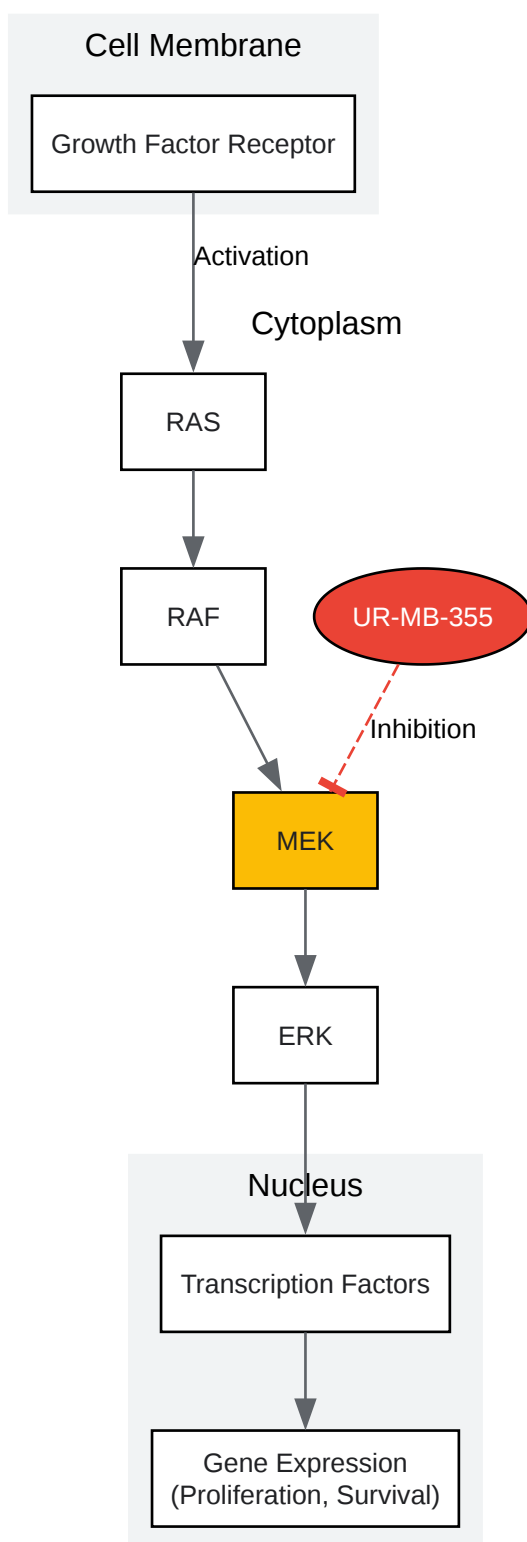 Cell Membrane
Growth Factor Receptor
Activation
Cytoplasm
RAS
RAF
UR-MB-355
Inhibition
MEK
ERK
Nucleus
Transcription Factors
Gene Expression
(Proliferation, Survival)